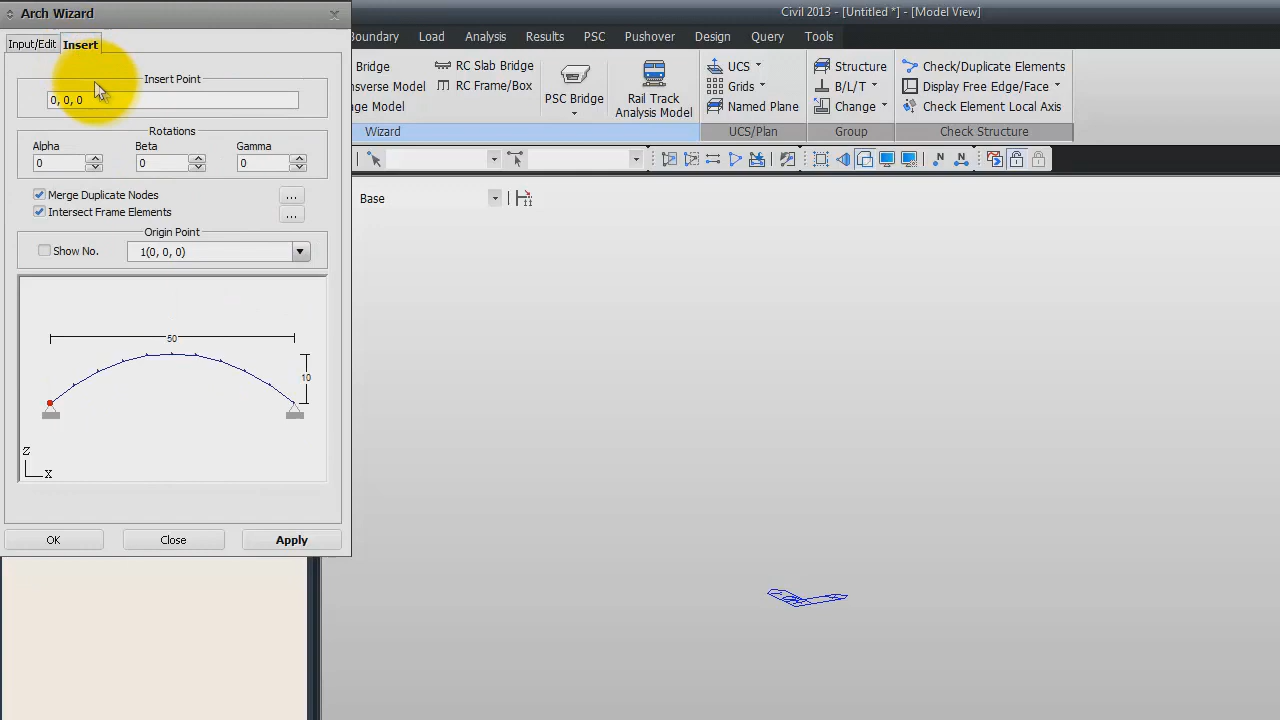 Arch Wizard
Civil 2013 - [Untitled *] - [Model View]
Input/Edit
Insert
Boundary
Load
Analysis
Results
PSC
Pushover
Design
Query
Tools
Bridge
RC Slab Bridge
RC Frame/Box
PSC Bridge
Rail Track
Analysis Model
UCS
Grids
Named Plane
Structure
B/L/T
Change
Check/Duplicate Elements
Display Free Edge/Face
Check Element Local Axis
Wizard
UCS/Plan
Group
Check Structure
Insert Point
0, 0, 0
Rotations
Alpha
Beta
Gamma
0
0
0
Merge Duplicate Nodes
...
Intersect Frame Elements
...
Origin Point
Show No.
1(0, 0, 0)
50
10
Z
X
OK
Close
Apply
Base
N
N